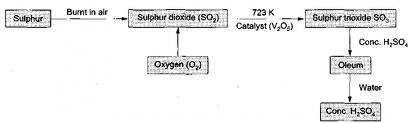 Sulphur
Burnt in air
Sulphur dioxide (SO₂)
723 K
Catalyst (V₂O₅)
Sulphur trioxide SO₃
Conc. H₂SO₄
Oxygen (O₂)
Oleum
Water
Conc. H₂SO₄